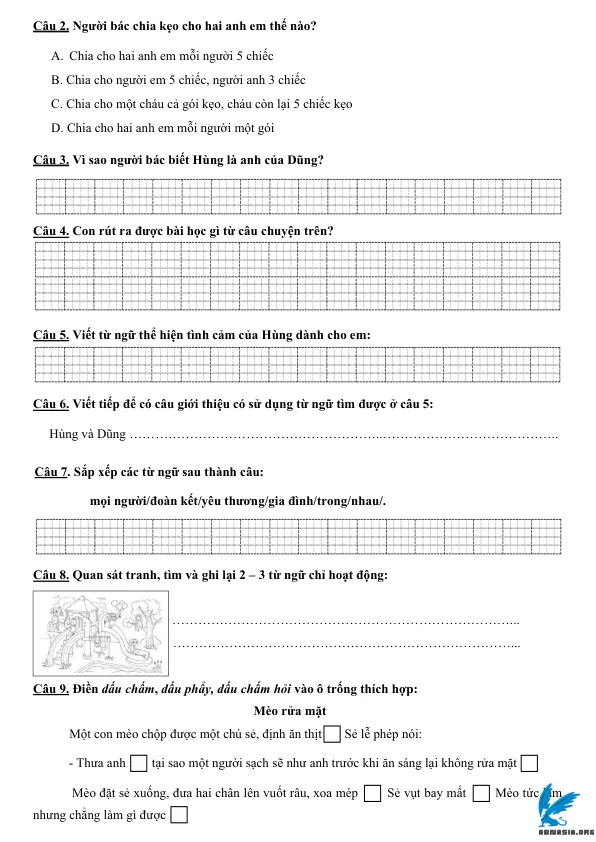 Câu 2. Người bác chia kẹo cho hai anh em thế nào?
A. Chia cho hai anh em mỗi người 5 chiếc
B. Chia cho người em 5 chiếc, người anh 3 chiếc
C. Chia cho một cháu cả gói kẹo, cháu còn lại 5 chiếc kẹo
D. Chia cho hai anh em mỗi người một gói
Câu 3. Vì sao người bác biết Hùng là anh của Dũng?
Câu 4. Con rút ra được bài học gì từ câu chuyện trên?
Câu 5. Viết từ ngữ thể hiện tình cảm của Hùng dành cho em:
Câu 6. Viết tiếp để có câu giới thiệu có sử dụng từ ngữ tìm được ở câu 5:
Hùng và Dũng ……………………………………………..……………………………….
Câu 7. Sắp xếp các từ ngữ sau thành câu:
mọi người/đoàn kết/yêu thương/gia đình/trong/nhau/.
Câu 8. Quan sát tranh, tìm và ghi lại 2 – 3 từ ngữ chỉ hoạt động:
…………………………………………………………………..
…………………………………………………………………...
Câu 9. Điền dấu chấm, dấu phẩy, dấu chấm hỏi vào ô trống thích hợp:
Mèo rửa mặt
Một con mèo chộp được một chú sẻ, định ăn thịt □ Sẻ lễ phép nói:
- Thưa anh □ tại sao một người sạch sẽ như anh trước khi ăn sáng lại không rửa mặt □
Mèo đặt sẻ xuống, đưa hai chân lên vuốt râu, xoa mép □ Sẻ vụt bay mất □ Mèo tức lắm
nhưng chẳng làm gì được □
ABNASIA.ORG